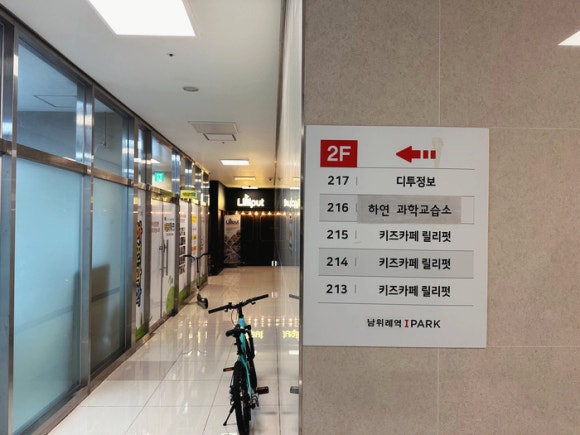 Lilliput
2F
217 디투정보
216 하연 과학교습소
215 키즈카페 릴리펏
214 키즈카페 릴리펏
213 키즈카페 릴리펏
남위례역 IPARK